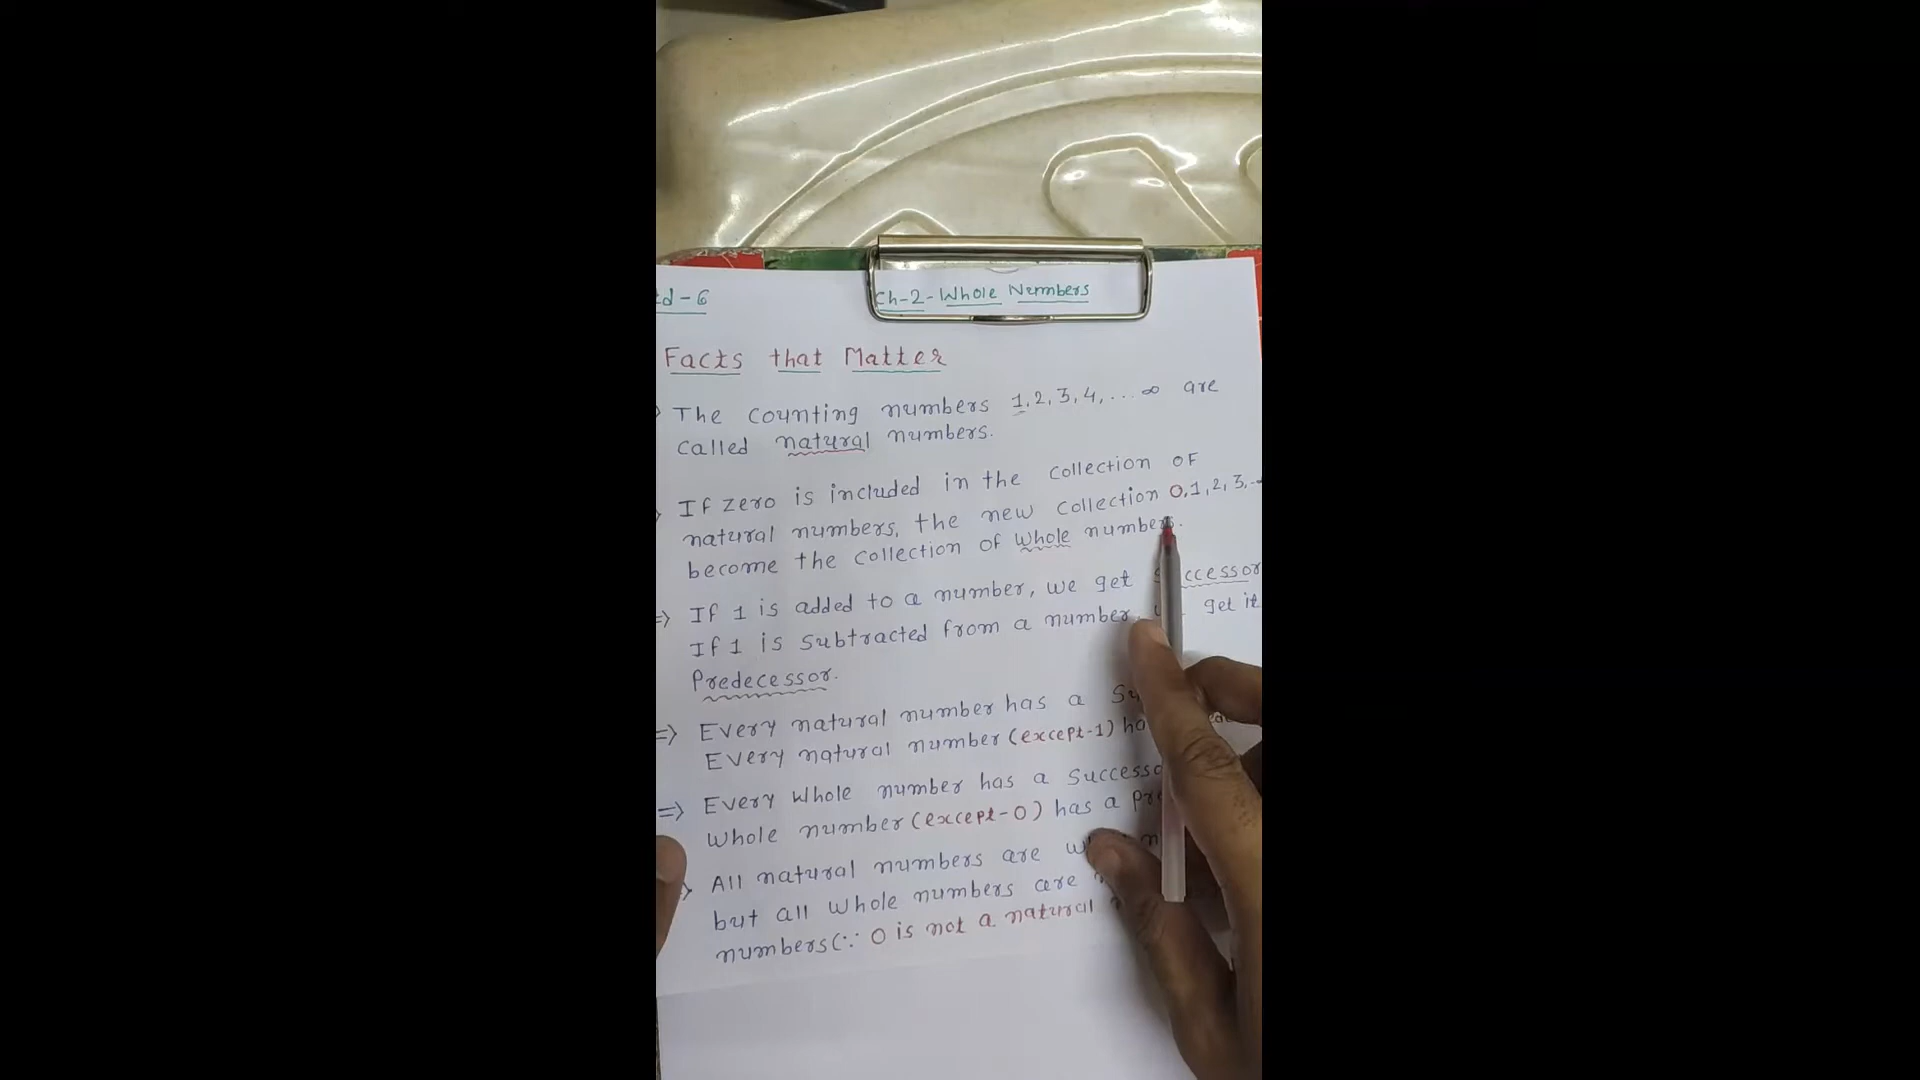 d-6
Ch-2-Whole Numbers
Facts that Matter
The counting numbers 1,2,3,4,...∞ are
called natural numbers.
If zero is included in the collection of
natural numbers, the new collection 0,1,2,3,..
become the collection of whole numbers.
=> If 1 is added to a number, we get successor
If 1 is subtracted from a number, get it
Predecessor.
=> Every natural number has a
Every natural number (except-1)
=> Every whole number has a
whole number (except-0) has a
All natural numbers are
but all whole numbers are
numbers (∵ 0 is not a natural